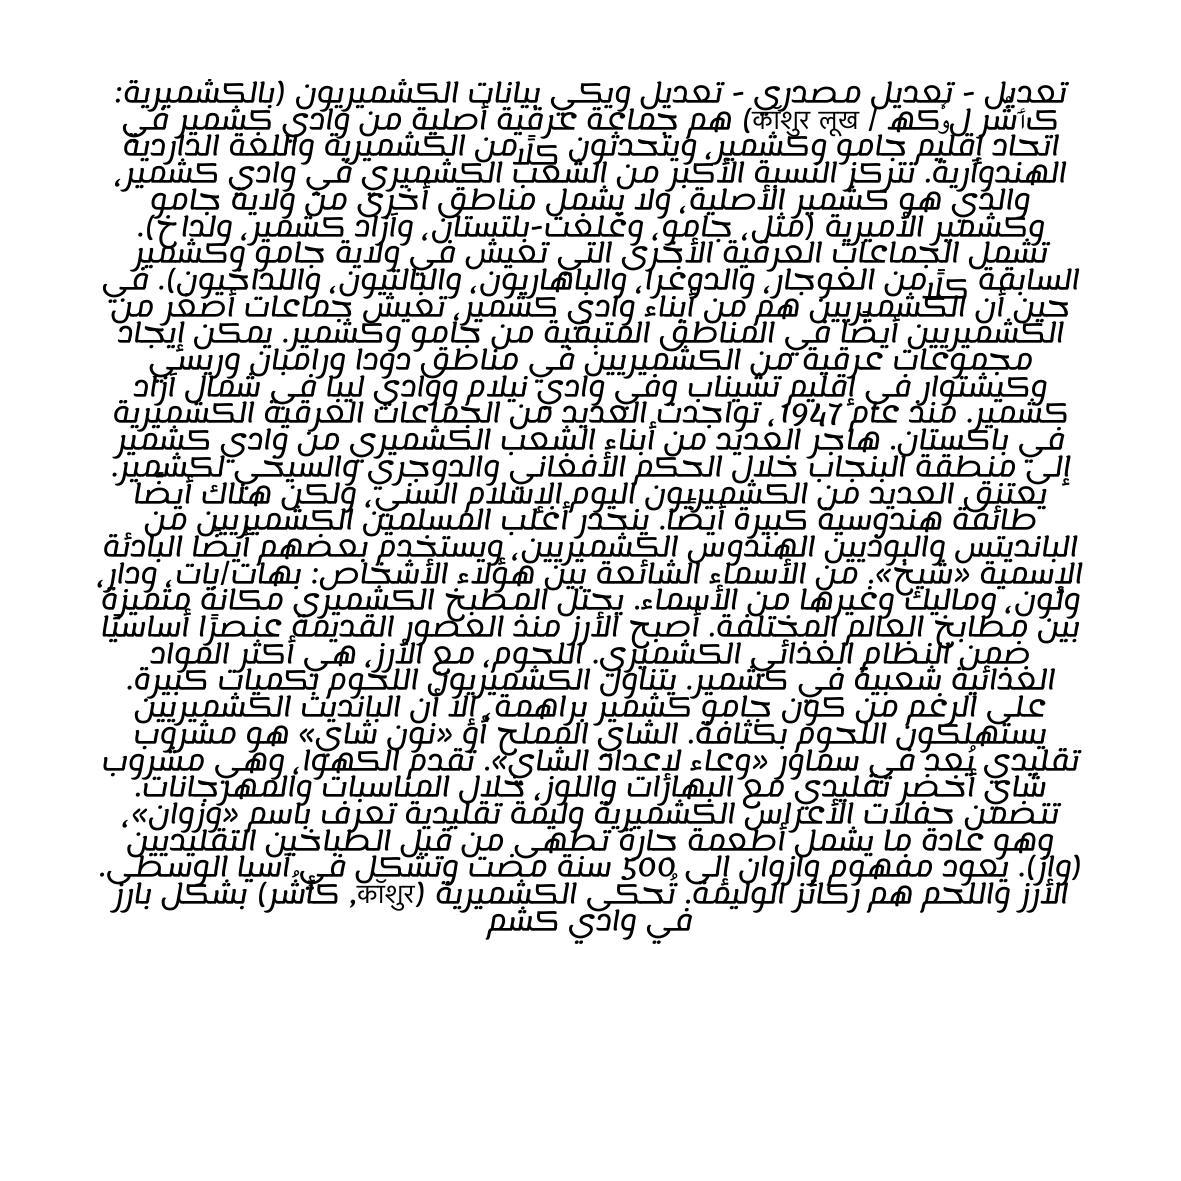 تعديل - تعديل مصدري - تعديل ويكي بيانات الكشميريون (بالكشميرية:
كٲشُر لوٗکھ / कॉशुर लूख) هم جماعة عرقية أصلية من وادي كشمير في
اتحاد إقليم جامو وكشمير، ويتحدثون كلًا من الكشميرية واللغة الداردية
الهندوآرية. تتركز النسبة الأكبر من الشعب الكشميري في وادي كشمير،
والذي هو كشمير الأصلية، ولا يشمل مناطق أخرى من ولاية جامو
وكشمير الأميرية (مثل، جامو، وغلغت-بلتستان، وآزاد كشمير، ولداخ).
تشمل الجماعات العرقية الأخرى التي تعيش في ولاية جامو وكشمير
السابقة كلًا من الغوجار، والدوغرا، والباهاريون، والبالتيون، واللداخيون). في
حين أن الكشميريين هم من أبناء وادي كشمير، تعيش جماعات أصغر من
الكشميريين أيضًا في المناطق المتبقية من جامو وكشمير. يمكن إيجاد
مجموعات عرقية من الكشميريين في مناطق دودا ورامبان وريسي
وكيشتوار في إقليم تشيناب وفي وادي نيلام ووادي ليبا في شمال آزاد
كشمير. منذ عام 1947، تواجدت العديد من الجماعات العرقية الكشميرية
في باكستان. هاجر العديد من أبناء الشعب الكشميري من وادي كشمير
إلى منطقة البنجاب خلال الحكم الأفغاني والدوجري والسيخي لكشمير.
يعتنق العديد من الكشميريون اليوم الإسلام السني، ولكن هناك أيضًا
طائفة هندوسية كبيرة أيضًا. ينحدر أغلب المسلمين الكشميريين من
البانديتس والبوذيين الهندوس الكشميريين، ويستخدم بعضهم أيضًا البادئة
الإسمية «شيخ». من الأسماء الشائعة بين هؤلاء الأشخاص: بهات/بات، ودار،
ولون، وماليك وغيرها من الأسماء. يحتل المطبخ الكشميري مكانة متميزة
بين مطابخ العالم المختلفة. أصبح الأرز منذ العصور القديمة عنصرًا أساسيًا
ضمن النظام الغذائي الكشميري. اللحوم، مع الأرز، هي أكثر المواد
الغذائية شعبيةً في كشمير. يتناول الكشميريون اللحوم بكميات كبيرة.
على الرغم من كون جامو كشمير براهمة، إلا أن البانديت الكشميريين
يستهلكون اللحوم بكثافة. الشاي المملح أو «نون شاي» هو مشروب
تقليدي يُعد في سماور «وعاء لإعداد الشاي». تقدم الكهوا، وهي مشروب
شاي أخضر تقليدي مع البهارات واللوز، خلال المناسبات والمهرجانات.
تتضمن حفلات الأعراس الكشميرية وليمة تقليدية تعرف باسم «وزوان»،
وهو عادة ما يشمل أطعمة حارة تطهى من قبل الطباخين التقليديين
(واز). يعود مفهوم وازوان إلى 500 سنة مضت وتشكل في آسيا الوسطى.
الأرز واللحم هم ركائز الوليمة. تُحكى الكشميرية (कॉशुर, كأشُر) بشكل بارز
في وادي كشم